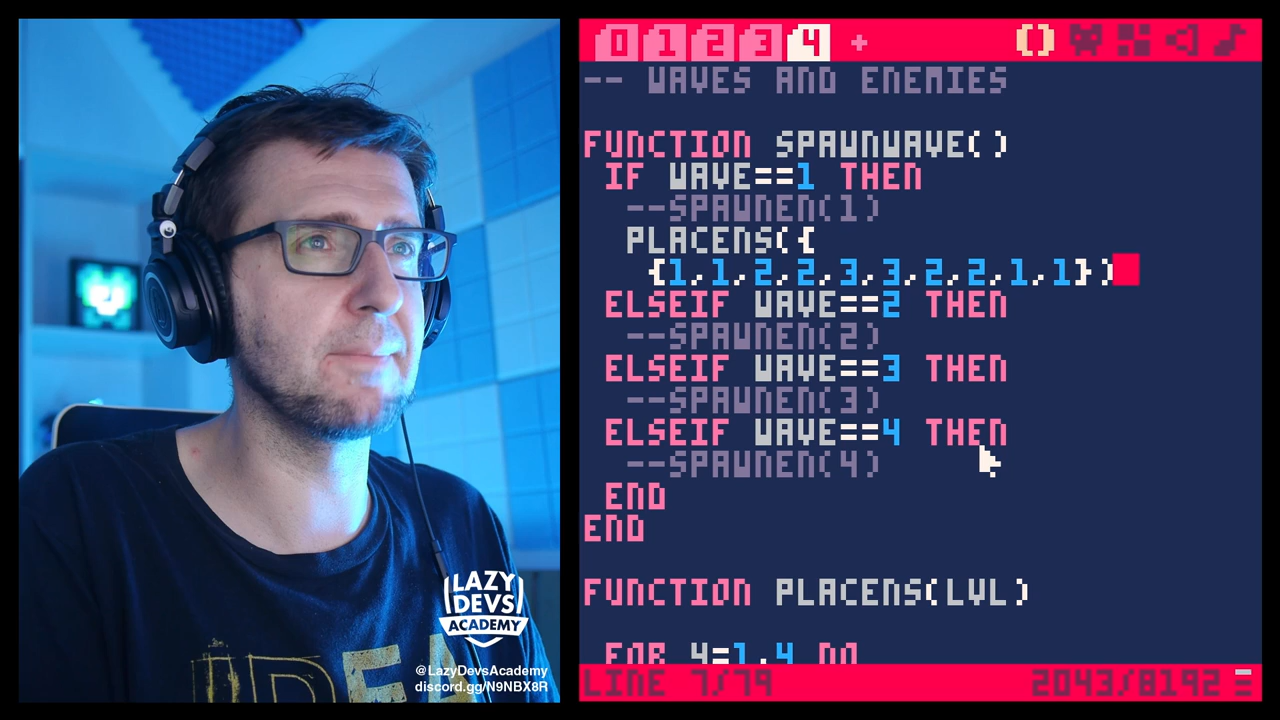 LAZY
DEVS
ACADEMY
@LazyDevsAcademy
discord.gg/N9NBX8R
0 1 2 3 4 +
-- WAVES AND ENEMIES
FUNCTION SPAWNWAVE()
IF WAVE==1 THEN
--SPAWNEN(1)
PLACENS({
{1,1,2,2,3,3,2,2,1,1})
ELSEIF WAVE==2 THEN
--SPAWNEN(2)
ELSEIF WAVE==3 THEN
--SPAWNEN(3)
ELSEIF WAVE==4 THEN
--SPAWNEN(4)
END
END
FUNCTION PLACENS(LVL)
FOR Y=1,4 DO
LINE 7/79
2043/8192